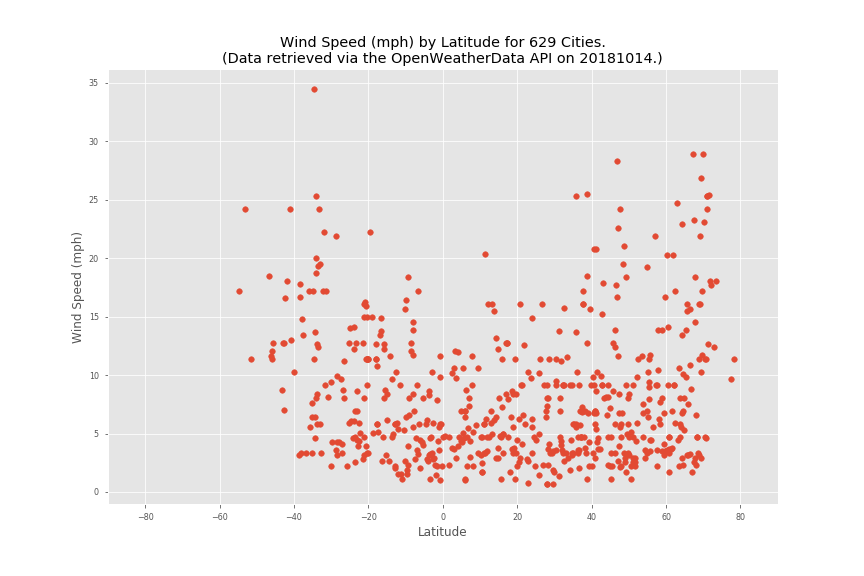 Wind Speed (mph) by Latitude for 629 Cities.
(Data retrieved via the OpenWeatherData API on 20181014.)
35
30
25
20
15
10
5
0
Wind Speed (mph)
−80 −60 −40 −20 0 20 40 60 80
Latitude